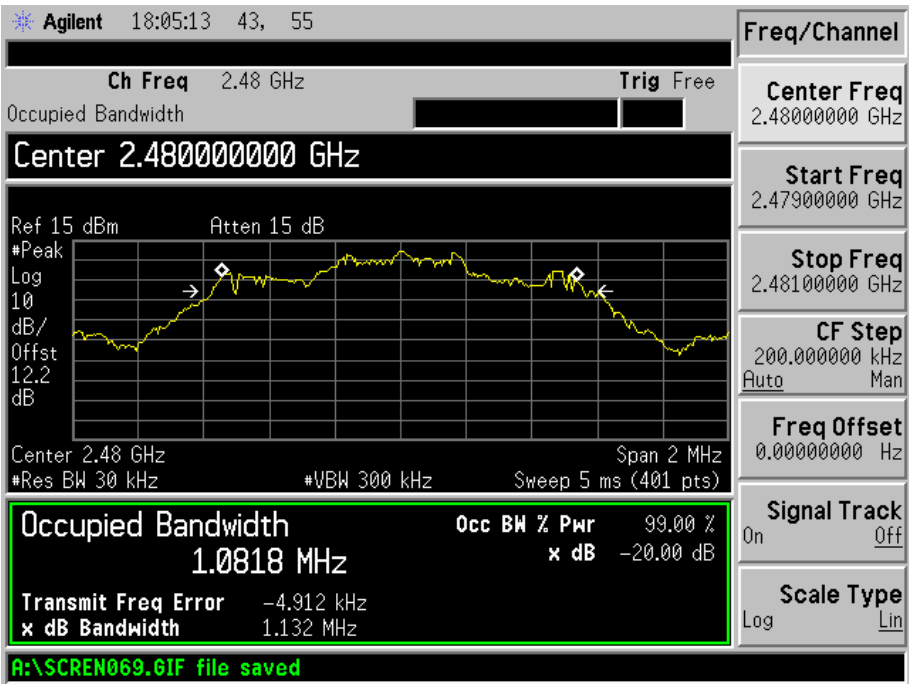 Agilent 18:05:13 43, 55
Freq/Channel
Ch Freq 2.48 GHz Trig Free
Occupied Bandwidth
Center 2.480000000 GHz
Ref 15 dBm Atten 15 dB
#Peak
Log
10
dB/
Offst
12.2
dB
Center 2.48 GHz Span 2 MHz
#Res BW 30 kHz #VBW 300 kHz Sweep 5 ms (401 pts)
Occupied Bandwidth
1.0818 MHz
Occ BW % Pwr 99.00 %
x dB -20.00 dB
Transmit Freq Error -4.912 kHz
x dB Bandwidth 1.132 MHz
A:\SCREN069.GIF file saved
Center Freq
2.48000000 GHz
Start Freq
2.47900000 GHz
Stop Freq
2.48100000 GHz
CF Step
200.000000 kHz
Auto Man
Freq Offset
0.00000000 Hz
Signal Track
On Off
Scale Type
Log Lin